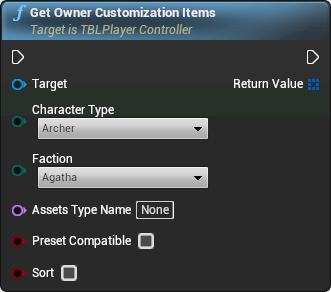 f Get Owner Customization Items
Target is TBLPlayer Controller
Target
Return Value
Character Type
Archer
Faction
Agatha
Assets Type Name None
Preset Compatible
Sort